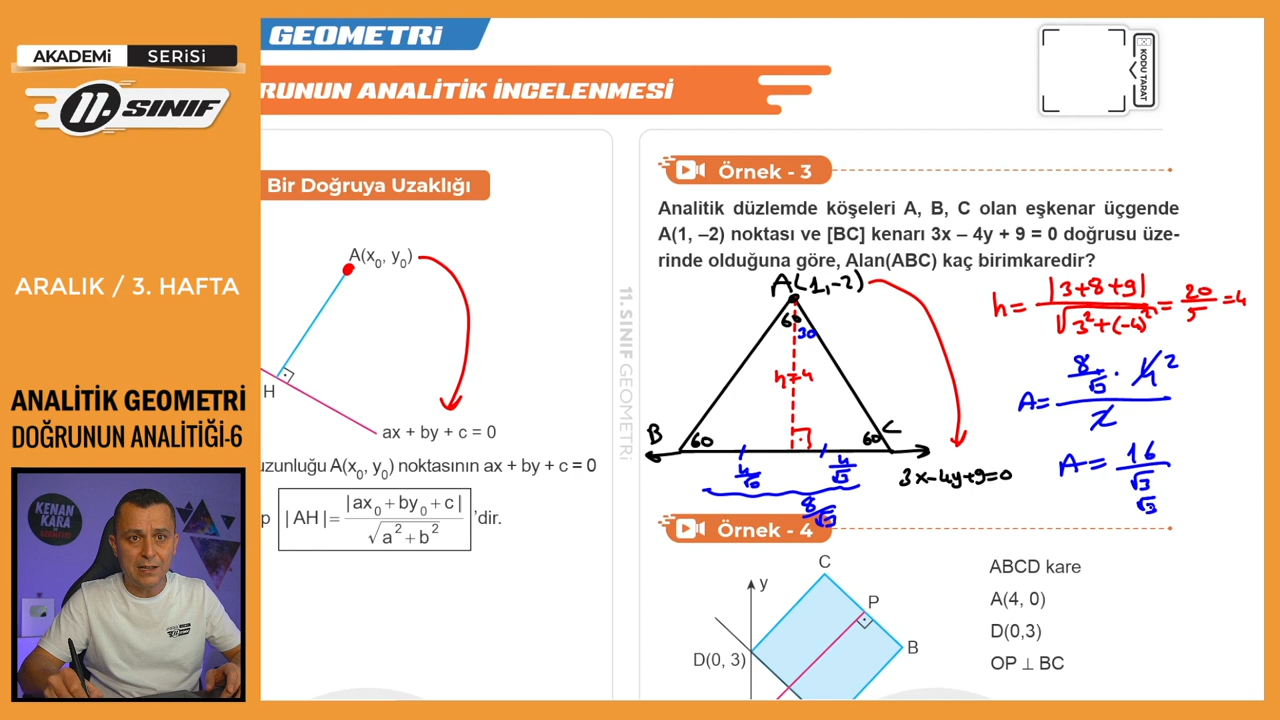 AKADEMİ SERİSİ
11. SINIF
ARALIK / 3. HAFTA
ANALİTİK GEOMETRİ
DOĞRUNUN ANALİTİĞİ-6
KENAN
KARA
11. SINIF
GEOMETRİ
RUNUN ANALİTİK İNCELENMESİ
KODU TARAT
Bir Doğruya Uzaklığı
A(x₀, y₀)
H
ax + by + c = 0
uzunluğu A(x₀, y₀) noktasının ax + by + c = 0
p |AH| = |ax₀ + by₀ + c| / √a² + b² 'dir.
11. SINIF GEOMETRİ
Örnek - 3
Analitik düzlemde köşeleri A, B, C olan eşkenar üçgende
A(1, –2) noktası ve [BC] kenarı 3x – 4y + 9 = 0 doğrusu üze-
rinde olduğuna göre, Alan(ABC) kaç birimkaredir?
A(1,-2)
60
30
h=4
B
60
60
C
4/√3
4/√3
8/√3
3x-4y+9=0
h = |3+8+9| / √3²+(-4)² = 20/5 = 4
A = 8/√3 · 4 2 / 2
A = 16/√3
√3
Örnek - 4
y
C
P
B
D(0, 3)
ABCD kare
A(4, 0)
D(0,3)
OP ⊥ BC